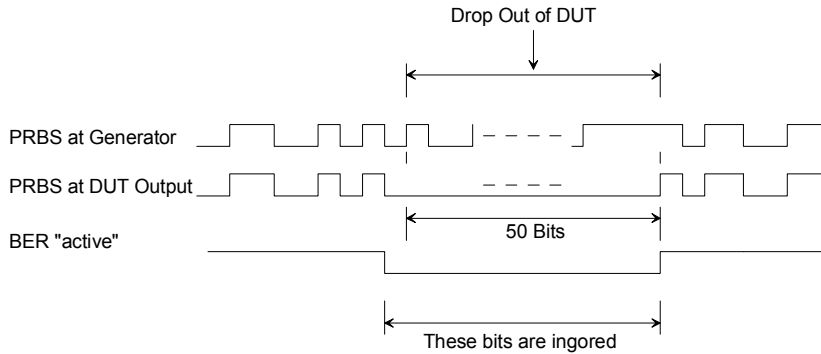 Drop Out of DUT
PRBS at Generator
PRBS at DUT Output
50 Bits
BER "active"
These bits are ingored